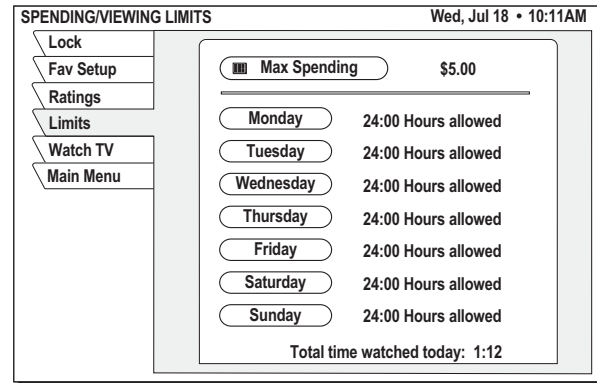 SPENDING/VIEWING LIMITS Wed, Jul 18 • 10:11AM
Lock
Fav Setup
Ratings
Limits
Watch TV
Main Menu
Max Spending $5.00
Monday 24:00 Hours allowed
Tuesday 24:00 Hours allowed
Wednesday 24:00 Hours allowed
Thursday 24:00 Hours allowed
Friday 24:00 Hours allowed
Saturday 24:00 Hours allowed
Sunday 24:00 Hours allowed
Total time watched today: 1:12